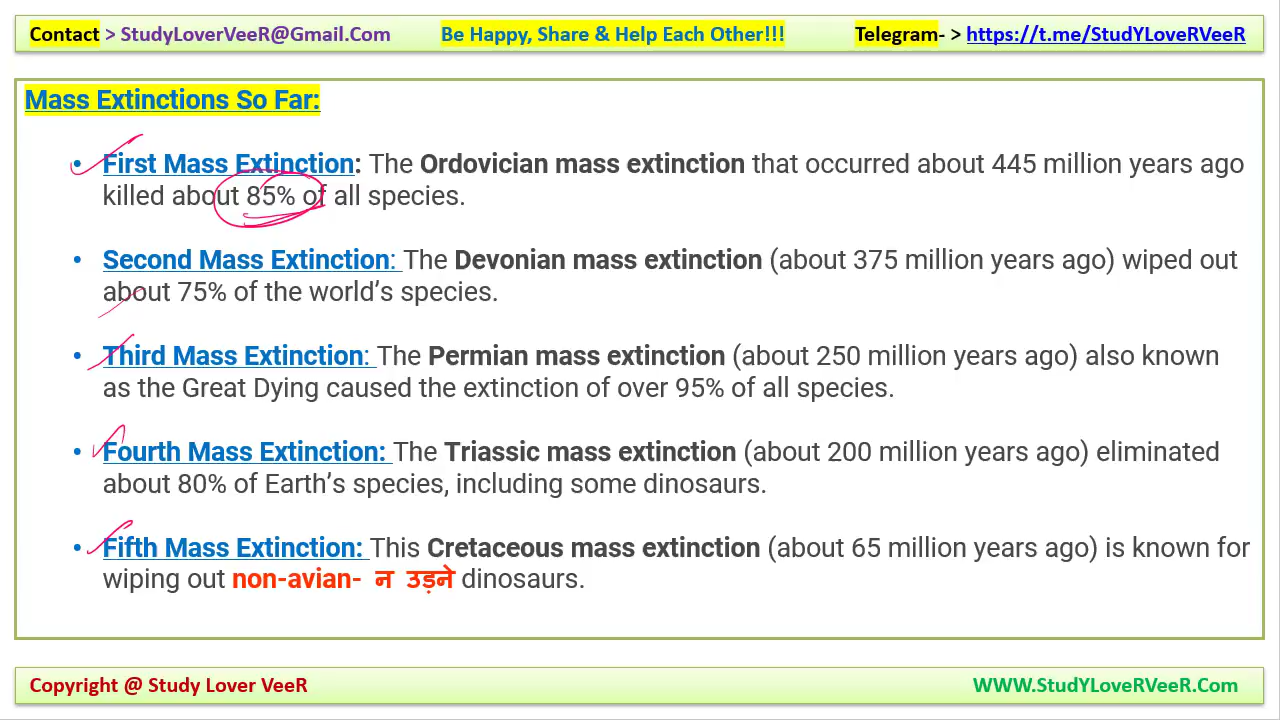 Contact > StudyLoverVeeR@Gmail.Com Be Happy, Share & Help Each Other!!! Telegram- > https://t.me/StudYLoveRVeeR
Mass Extinctions So Far:
• First Mass Extinction: The Ordovician mass extinction that occurred about 445 million years ago
killed about 85% of all species.
• Second Mass Extinction: The Devonian mass extinction (about 375 million years ago) wiped out
about 75% of the world’s species.
• Third Mass Extinction: The Permian mass extinction (about 250 million years ago) also known
as the Great Dying caused the extinction of over 95% of all species.
• Fourth Mass Extinction: The Triassic mass extinction (about 200 million years ago) eliminated
about 80% of Earth’s species, including some dinosaurs.
• Fifth Mass Extinction: This Cretaceous mass extinction (about 65 million years ago) is known for
wiping out non-avian- न उड़ने dinosaurs.
Copyright @ Study Lover VeeR WWW.StudYLoveRVeeR.Com